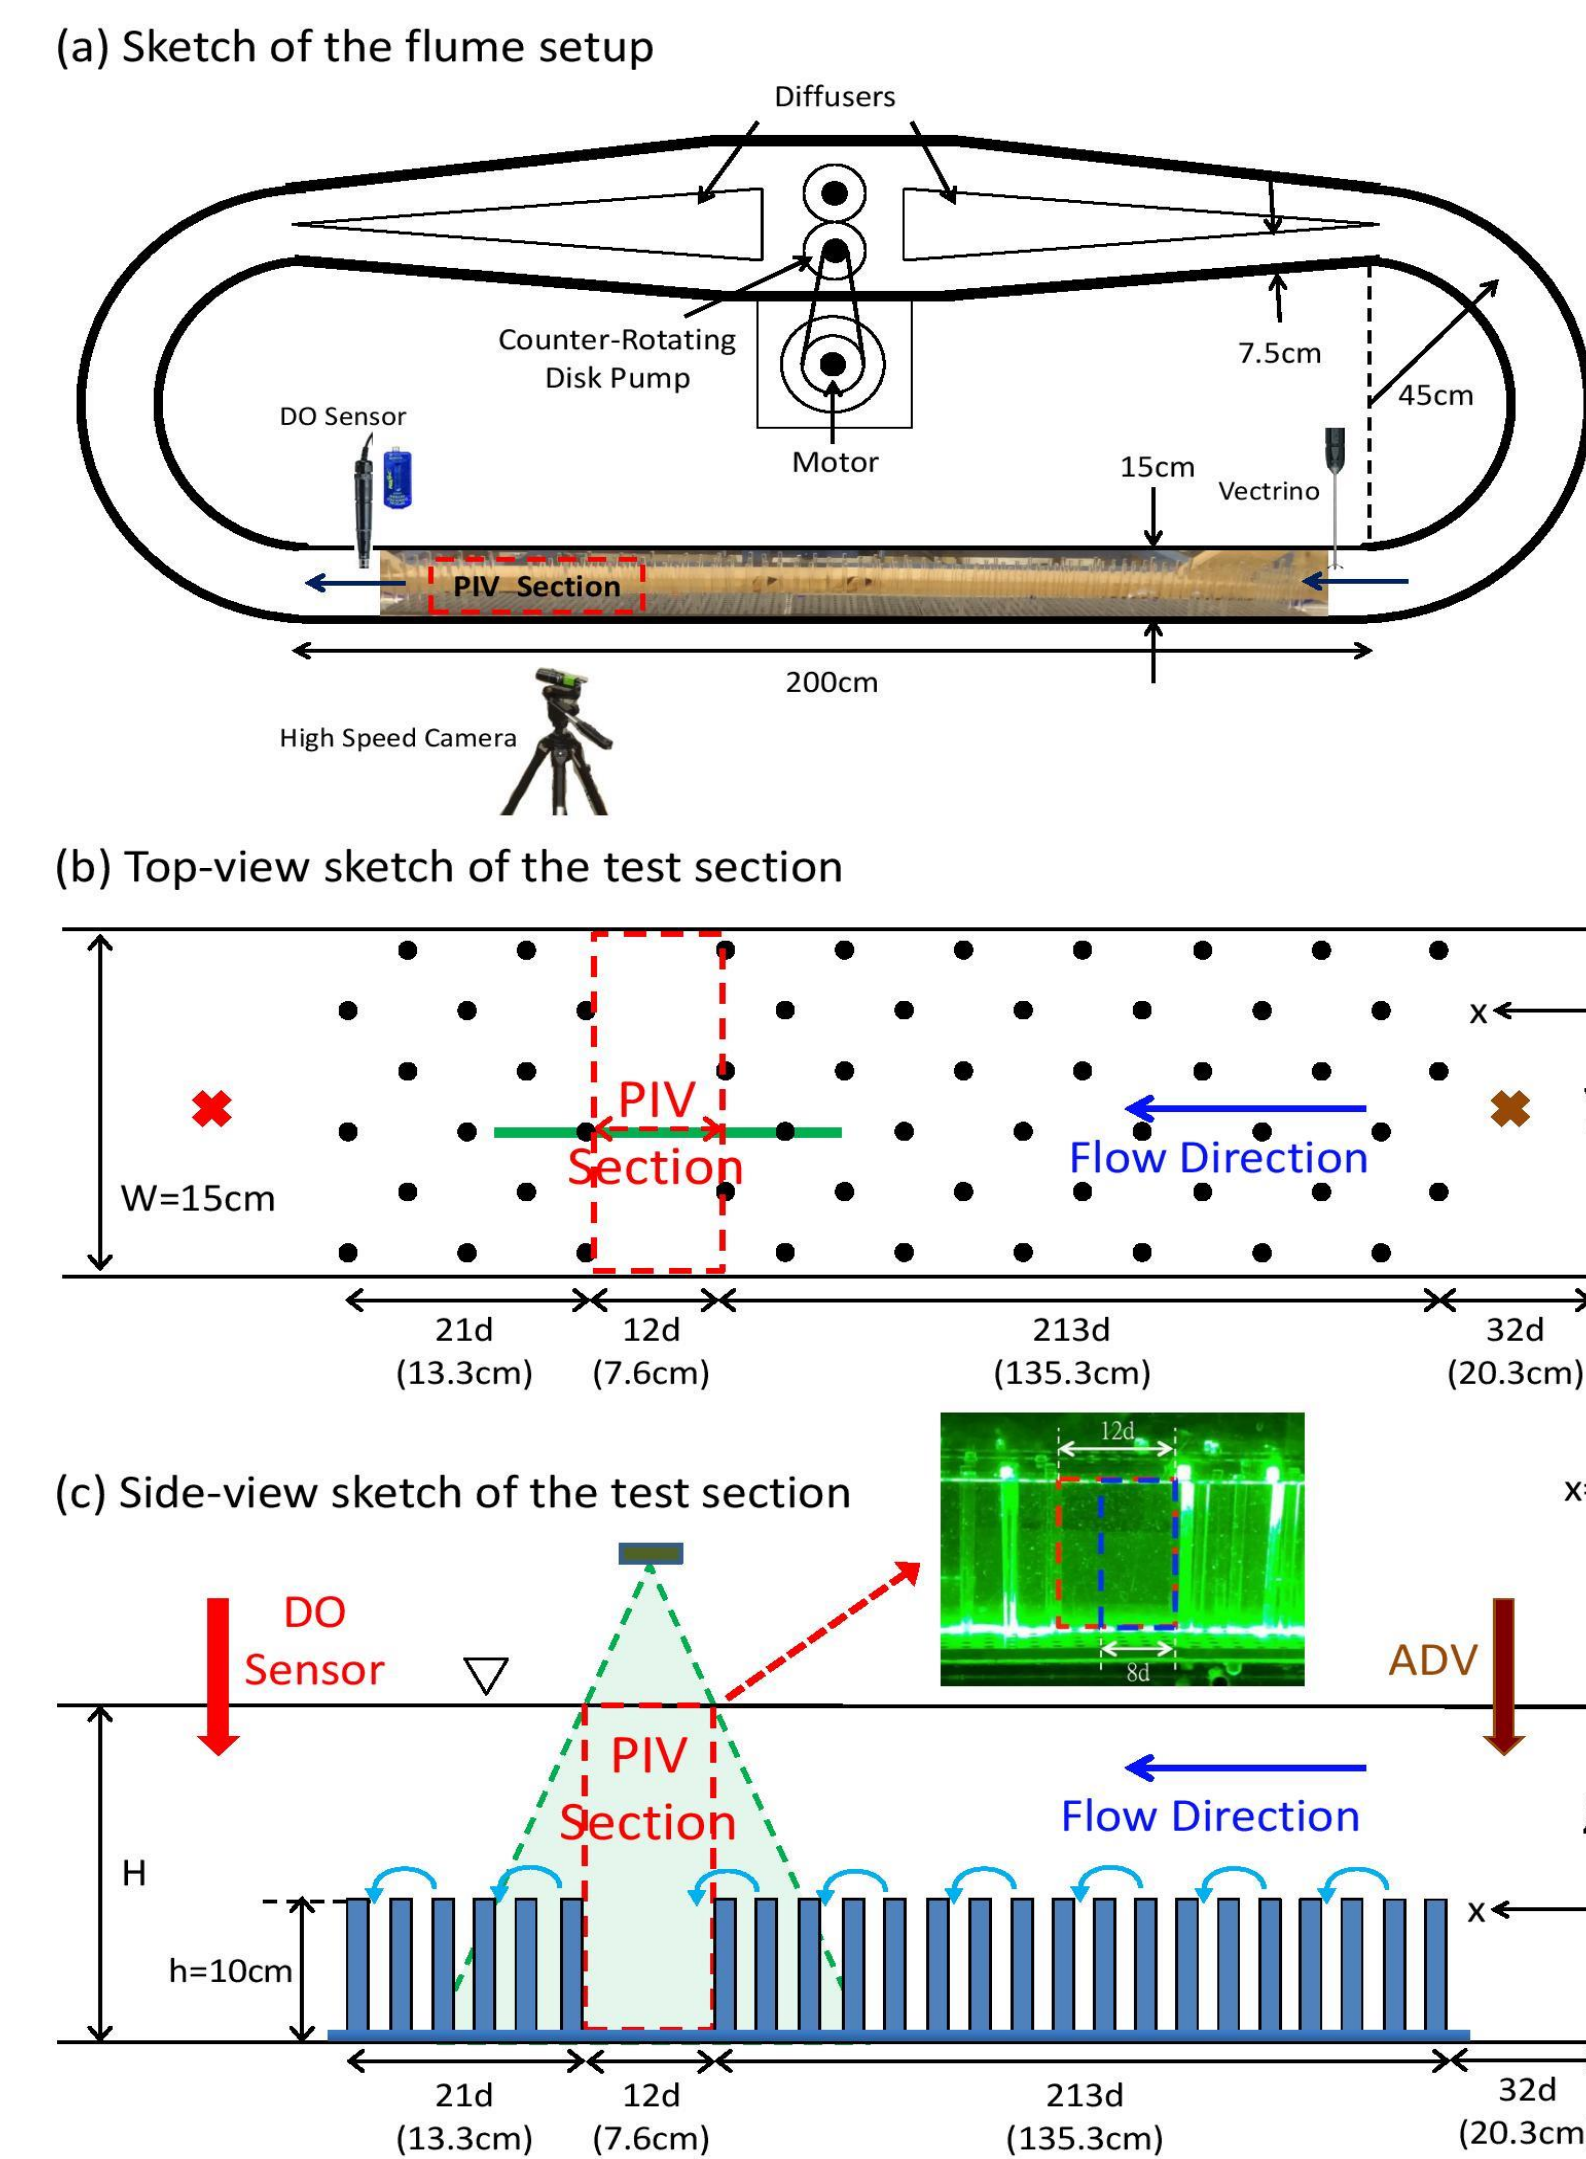 (a) Sketch of the flume setup
Diffusers
Counter-Rotating
Disk Pump
7.5cm
45cm
DO Sensor
Motor
15cm
Vectrino
PIV Section
200cm
High Speed Camera
(b) Top-view sketch of the test section
x
PIV
Section
Flow Direction
W=15cm
21d
12d
213d
32d
(13.3cm)
(7.6cm)
(135.3cm)
(20.3cm)
(c) Side-view sketch of the test section
12d
8d
x=
DO
Sensor
ADV
PIV
Section
Flow Direction
H
h=10cm
x
21d
12d
213d
32d
(13.3cm)
(7.6cm)
(135.3cm)
(20.3cm